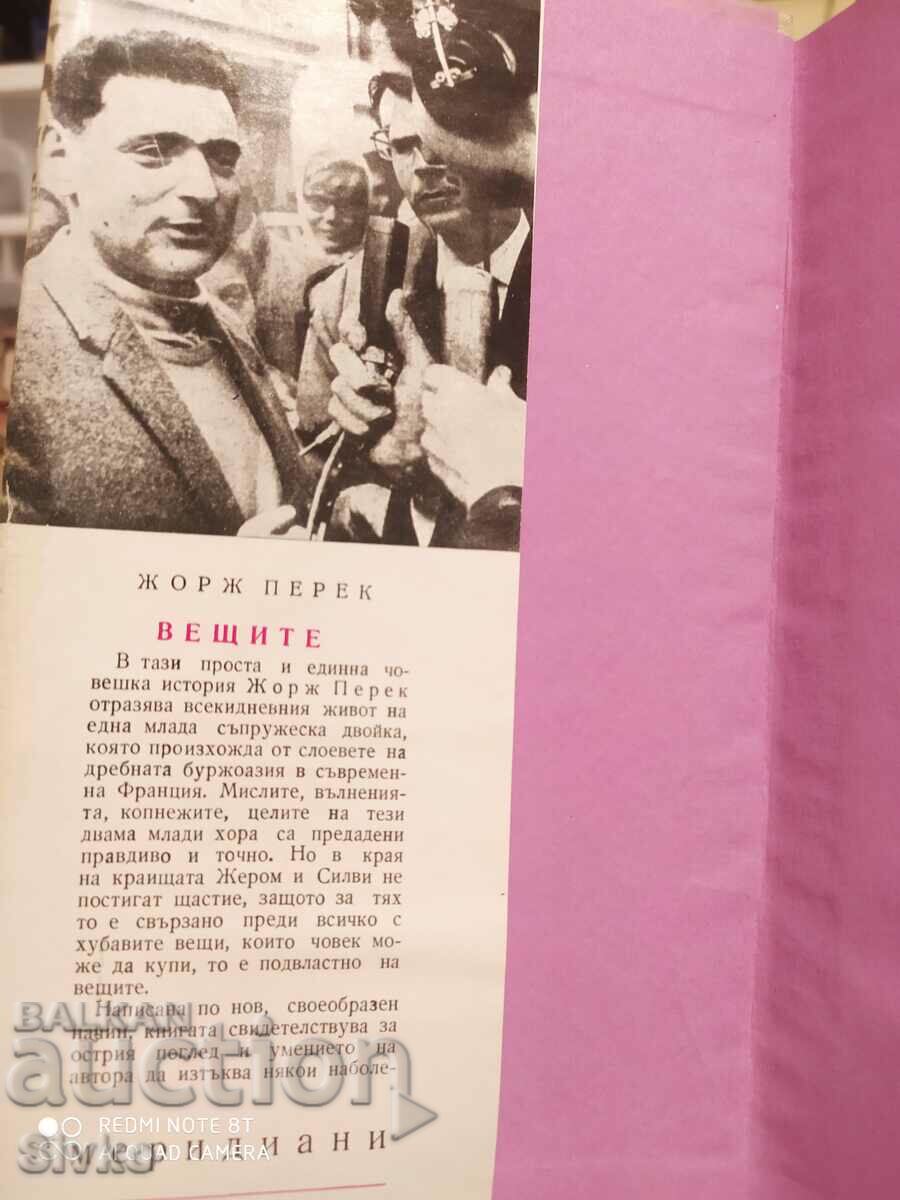 ЖОРЖ ПЕРЕК
ВЕЩИТЕ
В тази проста и единна чо-
вешка история Жорж Перек
отразява всекидневния живот на
една млада съпружеска двойка,
която произхожда от слоевете на
дребната буржоазия в съвремен-
на Франция. Мислите, вълнения-
та, копнежите, целите на тези
двама млади хора са предадени
правдиво и точно. Но в края
на краищата Жером и Силви не
постигат щастие, защото за тях
то е свързано преди всичко с
хубавите вещи, които човек мо-
же да купи, то е подвластно на
вещите.
Написана по нов, своеобразен
начин, книгата свидетелствува за
острия поглед и умението на
автора да изтъква някои наболе-
BALKAN
auction
REDMI NOTE 8T
AI QUAD CAMERA
Sivko
меридиани